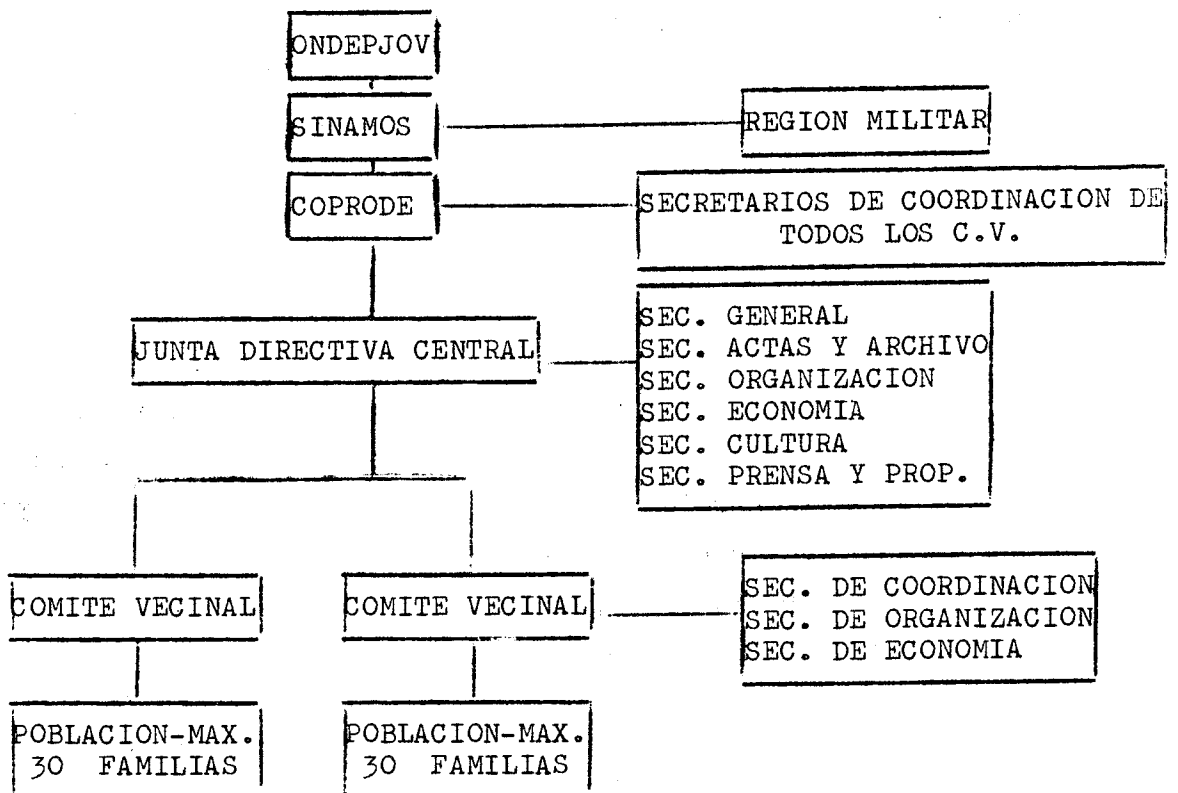 ONDEPJOV
SINAMOS
REGION MILITAR
COPRODE
SECRETARIOS DE COORDINACION DE
TODOS LOS C.V.
JUNTA DIRECTIVA CENTRAL
SEC. GENERAL
SEC. ACTAS Y ARCHIVO
SEC. ORGANIZACION
SEC. ECONOMIA
SEC. CULTURA
SEC. PRENSA Y PROP.
COMITE VECINAL
COMITE VECINAL
SEC. DE COORDINACION
SEC. DE ORGANIZACION
SEC. DE ECONOMIA
POBLACION-MAX.
30 FAMILIAS
POBLACION-MAX.
30 FAMILIAS